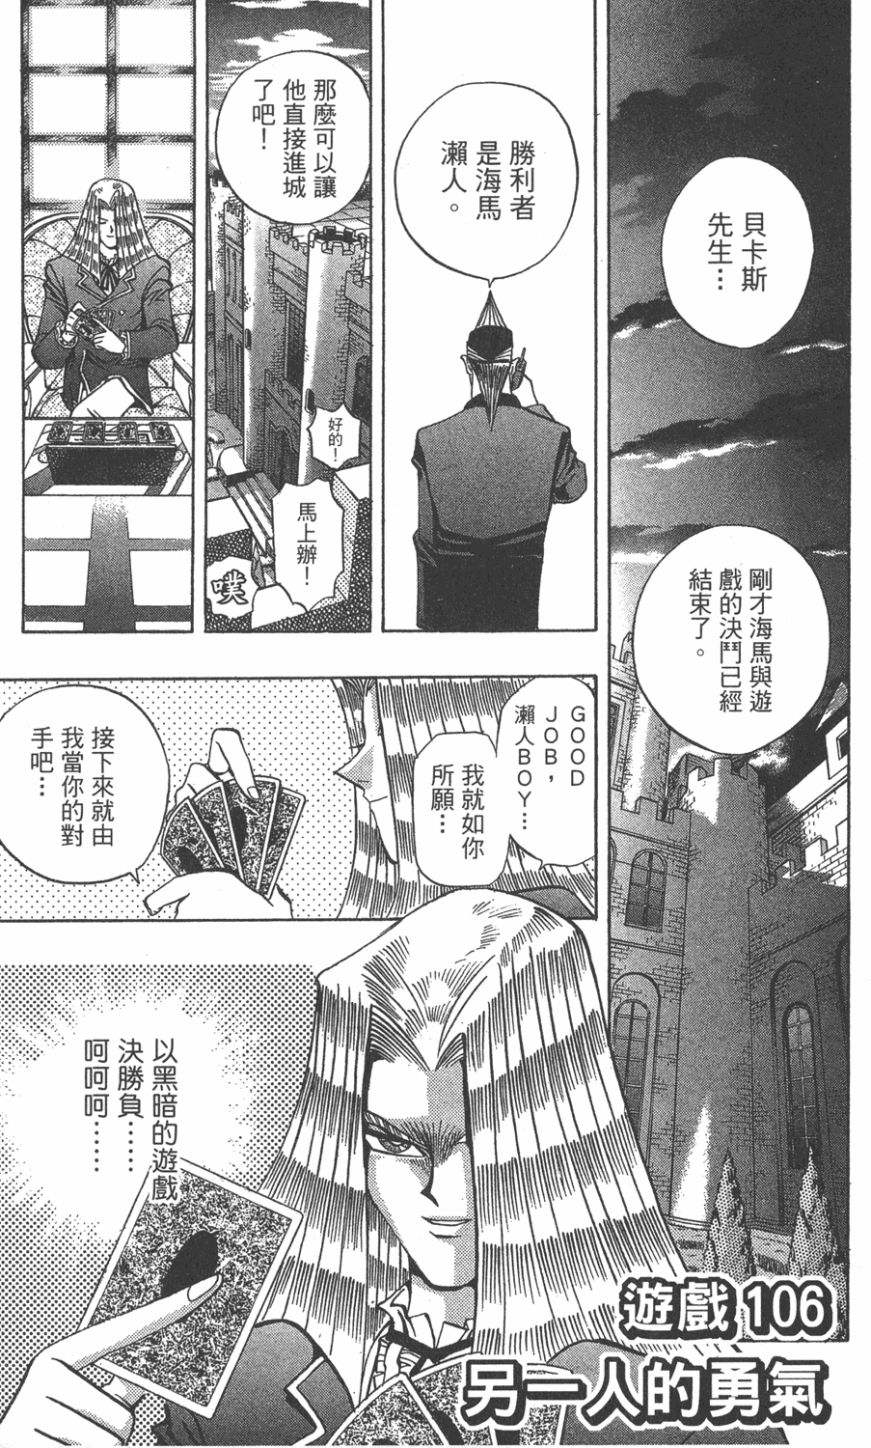 貝卡斯
先生…
剛才海馬與遊
戲的決鬥已經
結束了。
勝利者
是海馬
瀨人。
那麼可以讓
他直接進城
了吧！
好的！
馬上辦！
噗
GOOD
JOB，
瀨人BOY…
我就如你
所願…
接下來就由
我當你的對
手吧…
以黑暗的遊戲
決勝負……
呵呵呵……
遊戲 106
另一人的勇氣